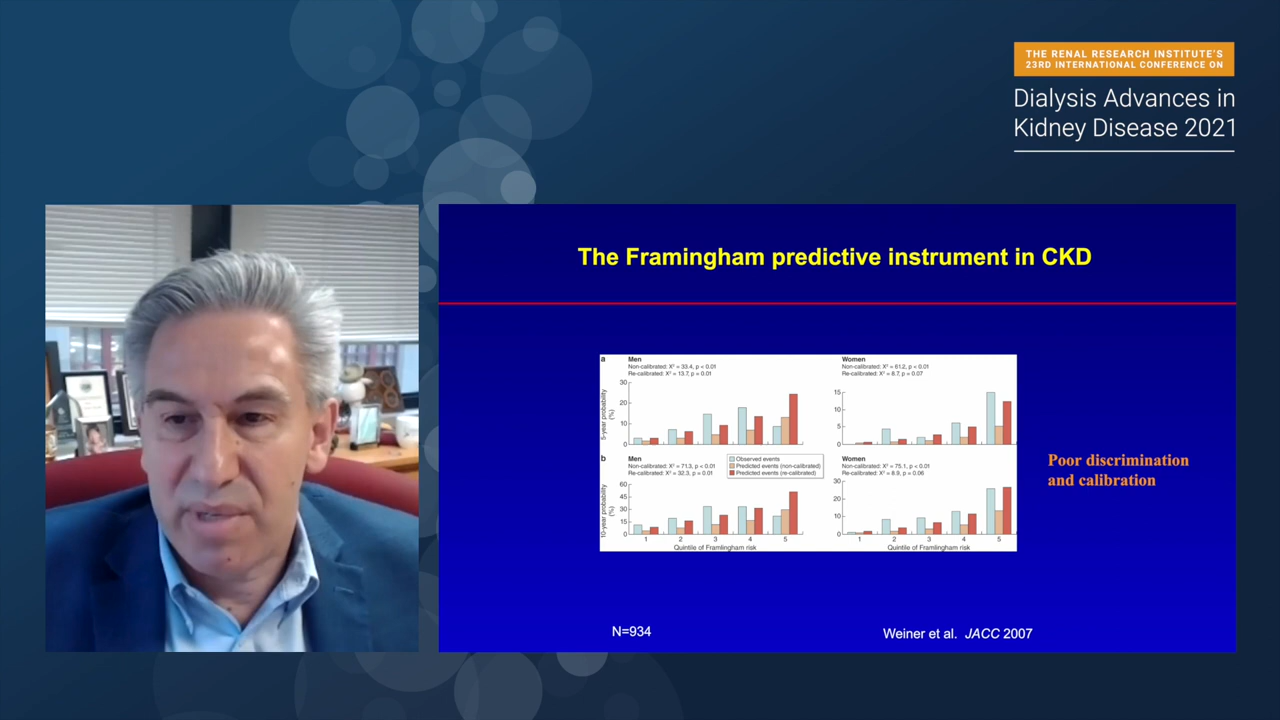 THE RENAL RESEARCH INSTITUTE'S
23RD INTERNATIONAL CONFERENCE ON
Dialysis Advances in
Kidney Disease 2021
The Framingham predictive instrument in CKD
a
Men
Non-calibrated: X² = 33.4, p < 0.01
Re-calibrated: X² = 13.7, p = 0.01
30
20
10
0
5-year probability
(%)
Women
Non-calibrated: X² = 61.2, p < 0.01
Re-calibrated: X² = 8.7, p = 0.07
15
10
5
0
b
Men
Non-calibrated: X² = 71.3, p < 0.01
Re-calibrated: X² = 32.3, p = 0.01
Observed events
Predicted events (non-calibrated)
Predicted events (re-calibrated)
60
45
30
15
0
10-year probability
(%)
1 2 3 4 5
Quintile of Framlingham risk
Women
Non-calibrated: X² = 75.1, p < 0.01
Re-calibrated: X² = 8.9, p = 0.06
30
20
10
0
1 2 3 4 5
Quintile of Framlingham risk
Poor discrimination
and calibration
N=934
Weiner et al. JACC 2007